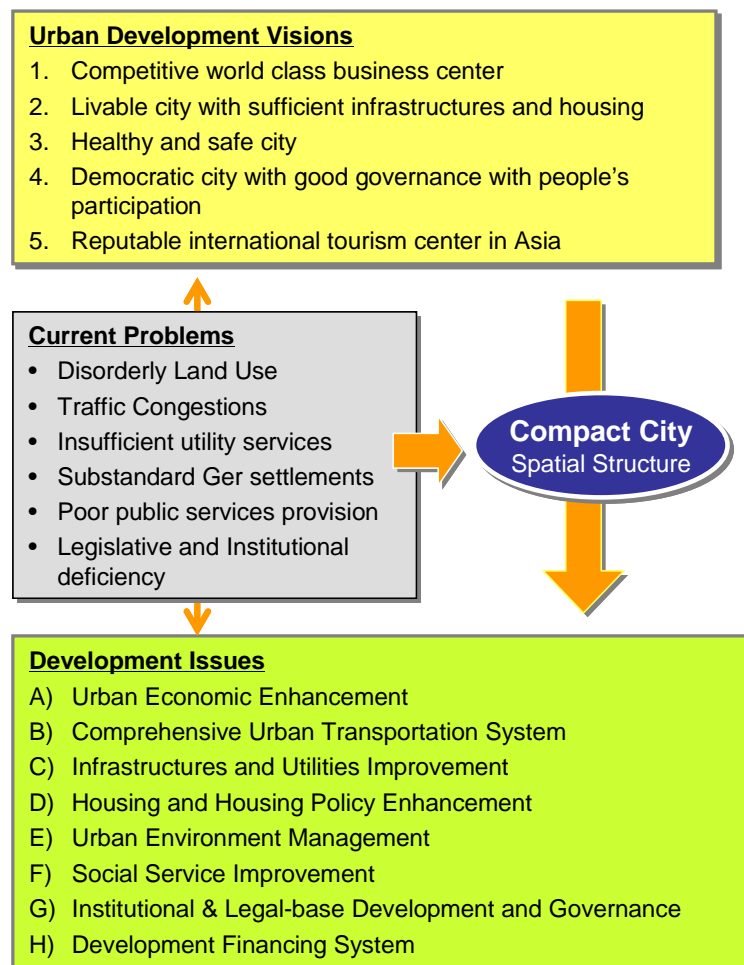 Urban Development Visions
1. Competitive world class business center
2. Livable city with sufficient infrastructures and housing
3. Healthy and safe city
4. Democratic city with good governance with people's
participation
5. Reputable international tourism center in Asia
Current Problems
• Disorderly Land Use
• Traffic Congestions
• Insufficient utility services
• Substandard Ger settlements
• Poor public services provision
• Legislative and Institutional
deficiency
Compact City
Spatial Structure
Development Issues
A) Urban Economic Enhancement
B) Comprehensive Urban Transportation System
C) Infrastructures and Utilities Improvement
D) Housing and Housing Policy Enhancement
E) Urban Environment Management
F) Social Service Improvement
G) Institutional & Legal-base Development and Governance
H) Development Financing System